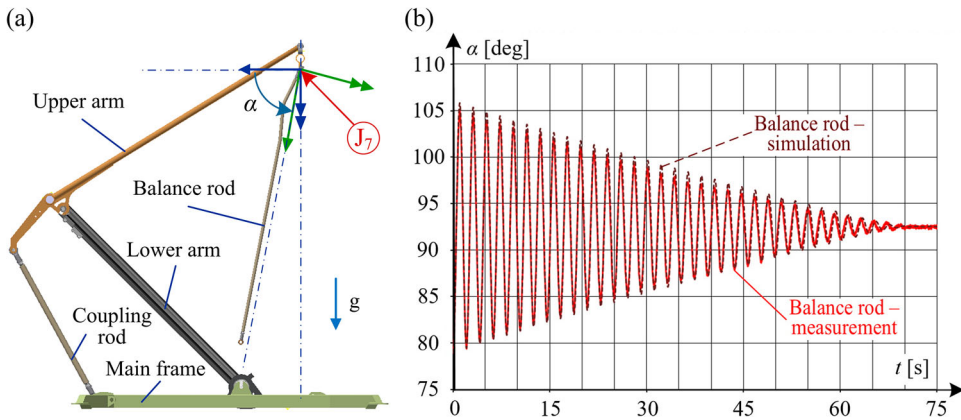 (a)
Upper arm
α
J7
Balance rod
Lower arm
g
Coupling
rod
Main frame
(b)
α [deg]
110
105
100
95
90
85
80
75
Balance rod –
simulation
Balance rod –
measurement
t [s]
0
15
30
45
60
75